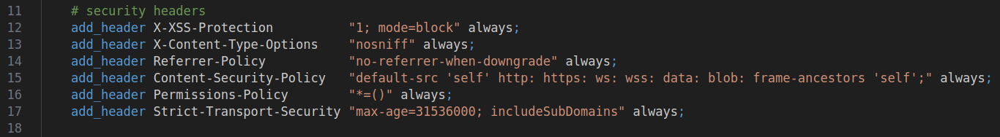 11 # security headers
12 add_header X-XSS-Protection "1; mode=block" always;
13 add_header X-Content-Type-Options "nosniff" always;
14 add_header Referrer-Policy "no-referrer-when-downgrade" always;
15 add_header Content-Security-Policy "default-src 'self' http: https: ws: wss: data: blob: frame-ancestors 'self';" always;
16 add_header Permissions-Policy "*=()" always;
17 add_header Strict-Transport-Security "max-age=31536000; includeSubDomains" always;
18